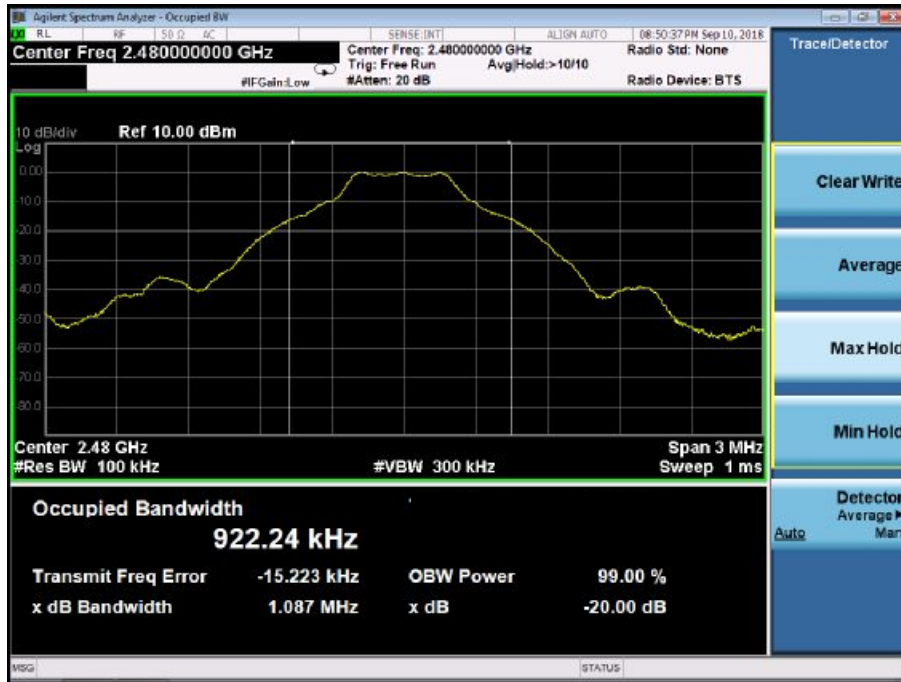 Agilent Spectrum Analyzer - Occupied BW
RL RF 50 Ω AC SENSE:INT ALIGN AUTO 08:50:37 PM Sep 10, 2018
Center Freq 2.480000000 GHz
Center Freq: 2.480000000 GHz
Radio Std: None
Trig: Free Run Avg|Hold:>10/10
#IFGain:Low
#Atten: 20 dB
Radio Device: BTS
Trace/Detector
10 dB/div Ref 10.00 dBm
Log
0.00
-10.0
-20.0
-30.0
-40.0
-50.0
-60.0
-70.0
-80.0
Center 2.48 GHz Span 3 MHz
#Res BW 100 kHz #VBW 300 kHz Sweep 1 ms
Occupied Bandwidth
922.24 kHz
Transmit Freq Error -15.223 kHz OBW Power 99.00 %
x dB Bandwidth 1.087 MHz x dB -20.00 dB
Clear Write
Average
Max Hold
Min Hold
Detector
Average
Auto Man
MSG STATUS